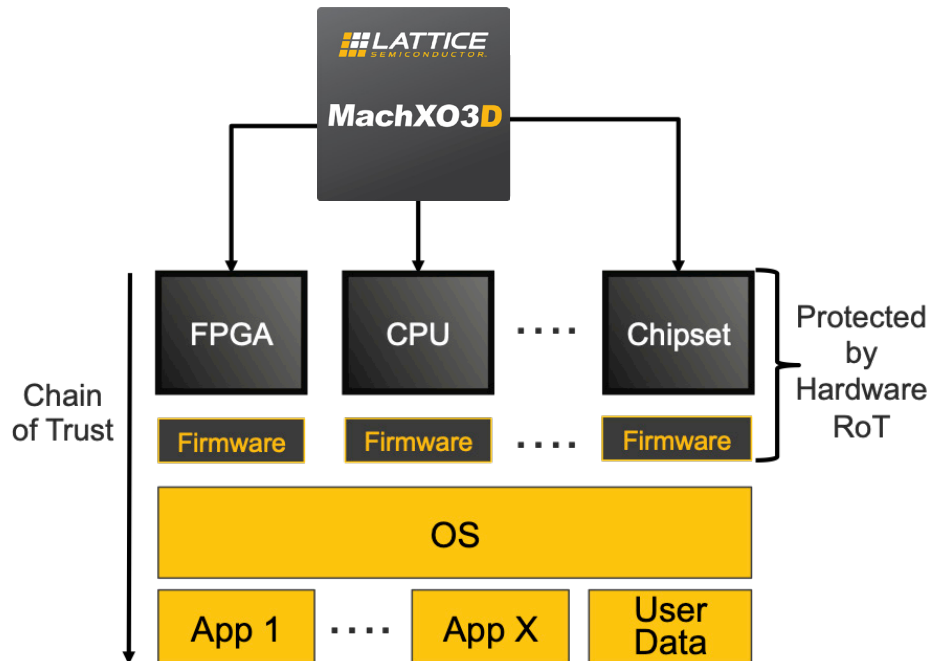 LATTICE
SEMICONDUCTOR.
MachXO3D
FPGA
CPU
....
Chipset
Protected
by
Hardware
RoT
Chain
of Trust
Firmware
Firmware
....
Firmware
OS
App 1
....
App X
User
Data